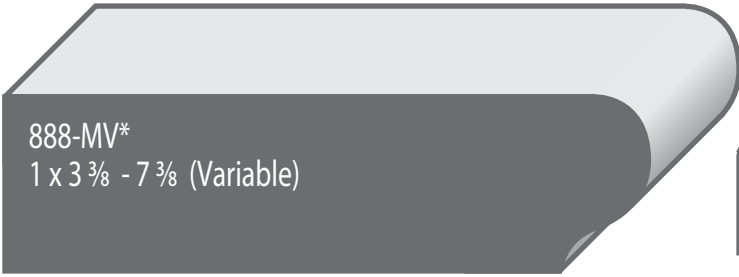 888-MV*
1 x 3 ⅜ - 7 ⅜ (Variable)